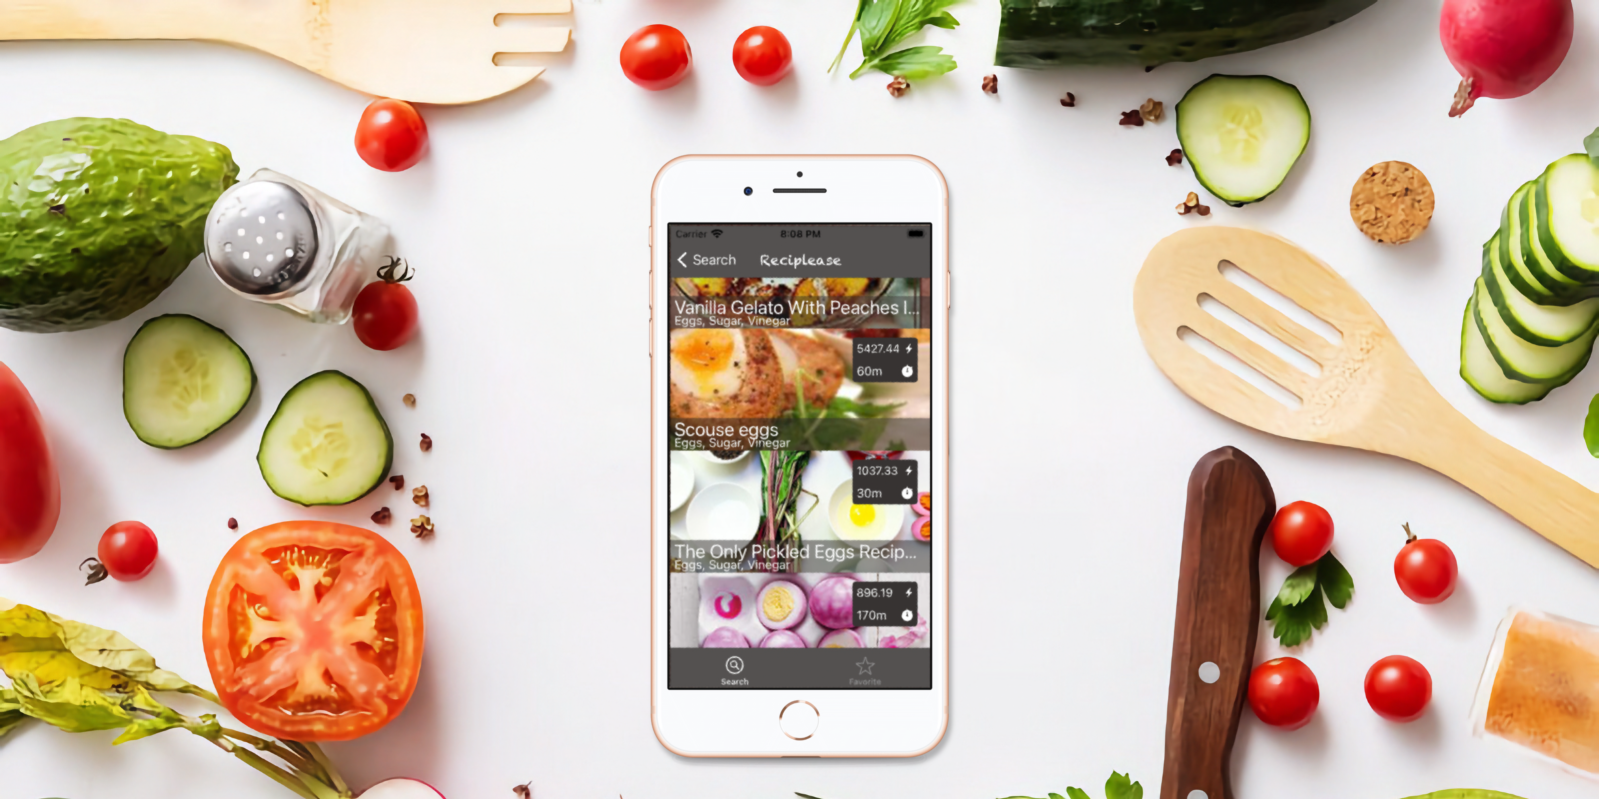 Carrier 8:08 PM
Search Reciplease
Vanilla Gelato With Peaches I...
Eggs, Sugar, Vinegar
5427.44
60m
Scouse eggs
Eggs, Sugar, Vinegar
1037.33
30m
The Only Pickled Eggs Recip...
Eggs, Sugar, Vinegar
896.19
170m
Search Favorite